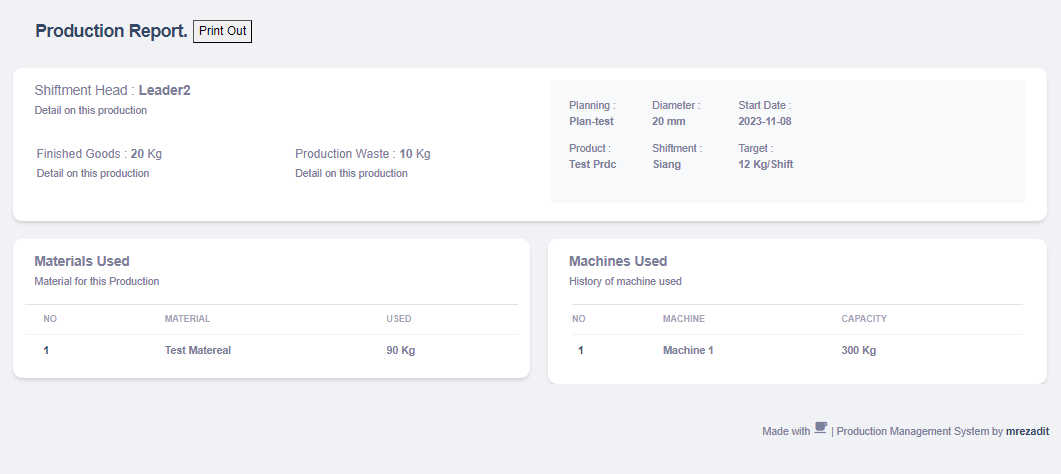 Production Report. Print Out
Shiftment Head : Leader2
Detail on this production
Finished Goods : 20 Kg
Detail on this production
Production Waste : 10 Kg
Detail on this production
Planning : Diameter : Start Date :
Plan-test 20 mm 2023-11-08
Product : Shiftment : Target :
Test Prdc Siang 12 Kg/Shift
Materials Used
Material for this Production
NO MATERIAL USED
1 Test Matereal 90 Kg
Machines Used
History of machine used
NO MACHINE CAPACITY
1 Machine 1 300 Kg
Made with | Production Management System by mrezadit